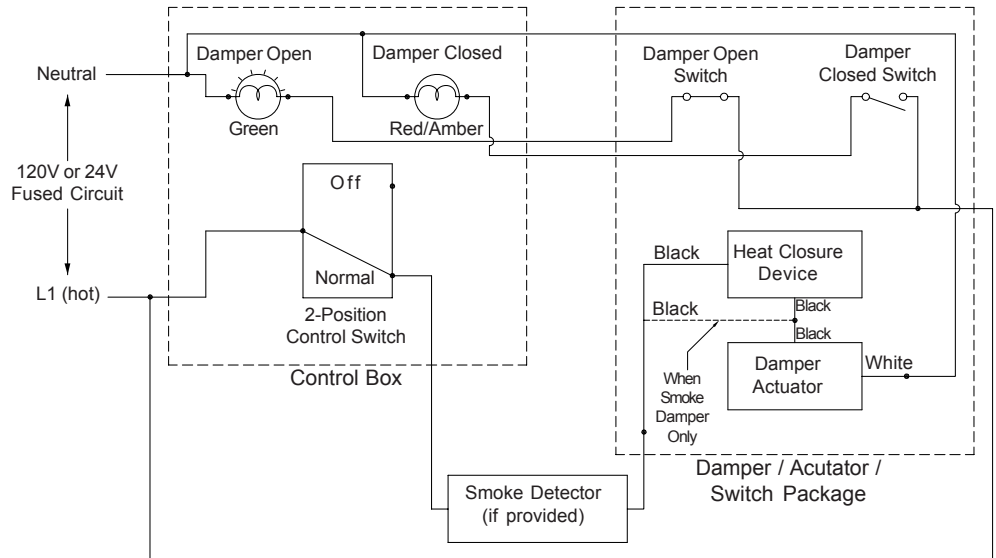 Damper Open
Damper Closed
Damper Open
Switch
Damper
Closed Switch
Neutral
Green
Red/Amber
120V or 24V
Fused Circuit
Off
Normal
L1 (hot)
2-Position
Control Switch
Control Box
Black
Heat Closure
Device
Black
Black
Black
Damper
Actuator
White
When
Smoke
Damper
Only
Damper / Acutator /
Switch Package
Smoke Detector
(if provided)